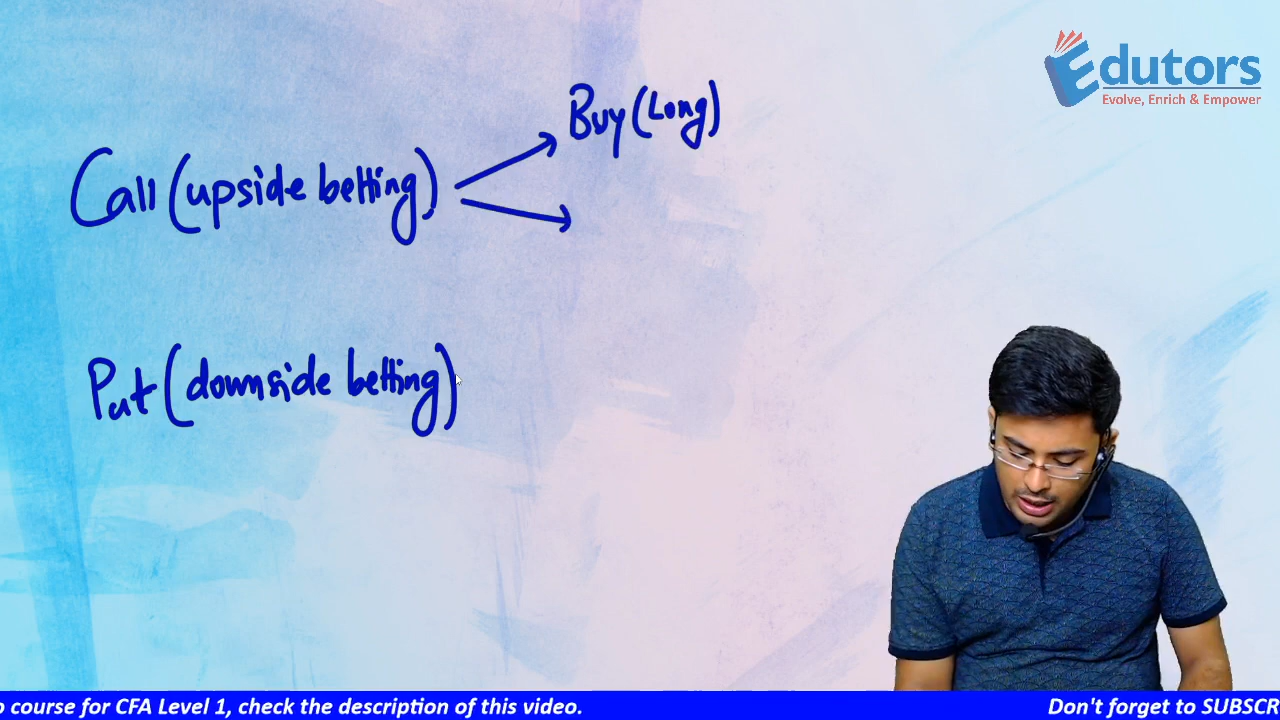 Edutors
Evolve, Enrich & Empower
Buy (Long)
Call (upside betting)
Put (downside betting)
course for CFA Level 1, check the description of this video.
Don't forget to SUBSCR